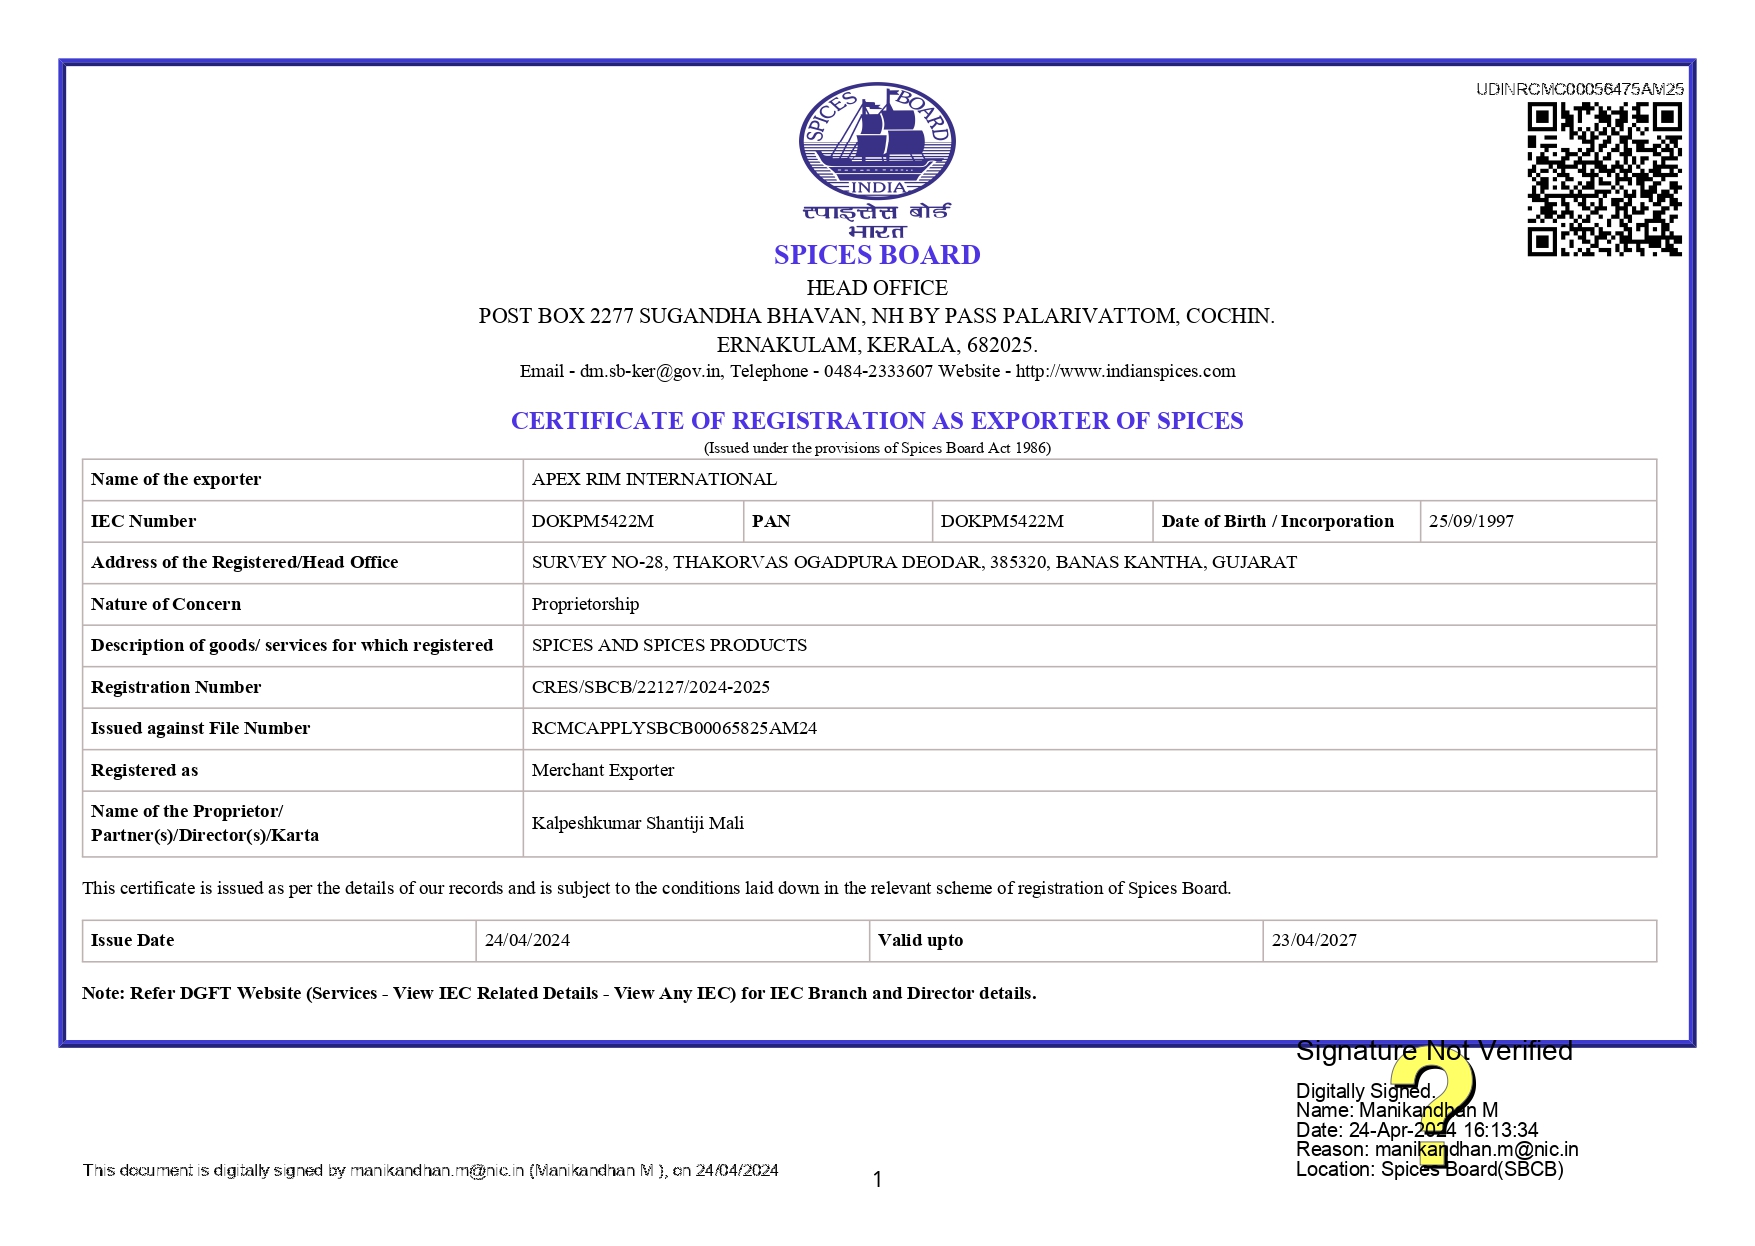 UDINRCMC00056475AM25
SPICES BOARD
INDIA
स्पाइसेस बोर्ड
भारत
SPICES BOARD
HEAD OFFICE
POST BOX 2277 SUGANDHA BHAVAN, NH BY PASS PALARIVATTOM, COCHIN.
ERNAKULAM, KERALA, 682025.
Email - dm.sb-ker@gov.in, Telephone - 0484-2333607 Website - http://www.indianspices.com
CERTIFICATE OF REGISTRATION AS EXPORTER OF SPICES
(Issued under the provisions of Spices Board Act 1986)
Name of the exporter APEX RIM INTERNATIONAL
IEC Number DOKPM5422M PAN DOKPM5422M Date of Birth / Incorporation 25/09/1997
Address of the Registered/Head Office SURVEY NO-28, THAKORVAS OGADPURA DEODAR, 385320, BANAS KANTHA, GUJARAT
Nature of Concern Proprietorship
Description of goods/ services for which registered SPICES AND SPICES PRODUCTS
Registration Number CRES/SBCB/22127/2024-2025
Issued against File Number RCMCAPPLYSBCB00065825AM24
Registered as Merchant Exporter
Name of the Proprietor/
Partner(s)/Director(s)/Karta Kalpeshkumar Shantiji Mali
This certificate is issued as per the details of our records and is subject to the conditions laid down in the relevant scheme of registration of Spices Board.
Issue Date 24/04/2024 Valid upto 23/04/2027
Note: Refer DGFT Website (Services - View IEC Related Details - View Any IEC) for IEC Branch and Director details.
Signature Not Verified
Digitally Signed.
Name: Manikandhan M
Date: 24-Apr-2024 16:13:34
Reason: manikandhan.m@nic.in
Location: Spices Board(SBCB)
This document is digitally signed by manikandhan.m@nic.in (Manikandhan M ), on 24/04/2024
1